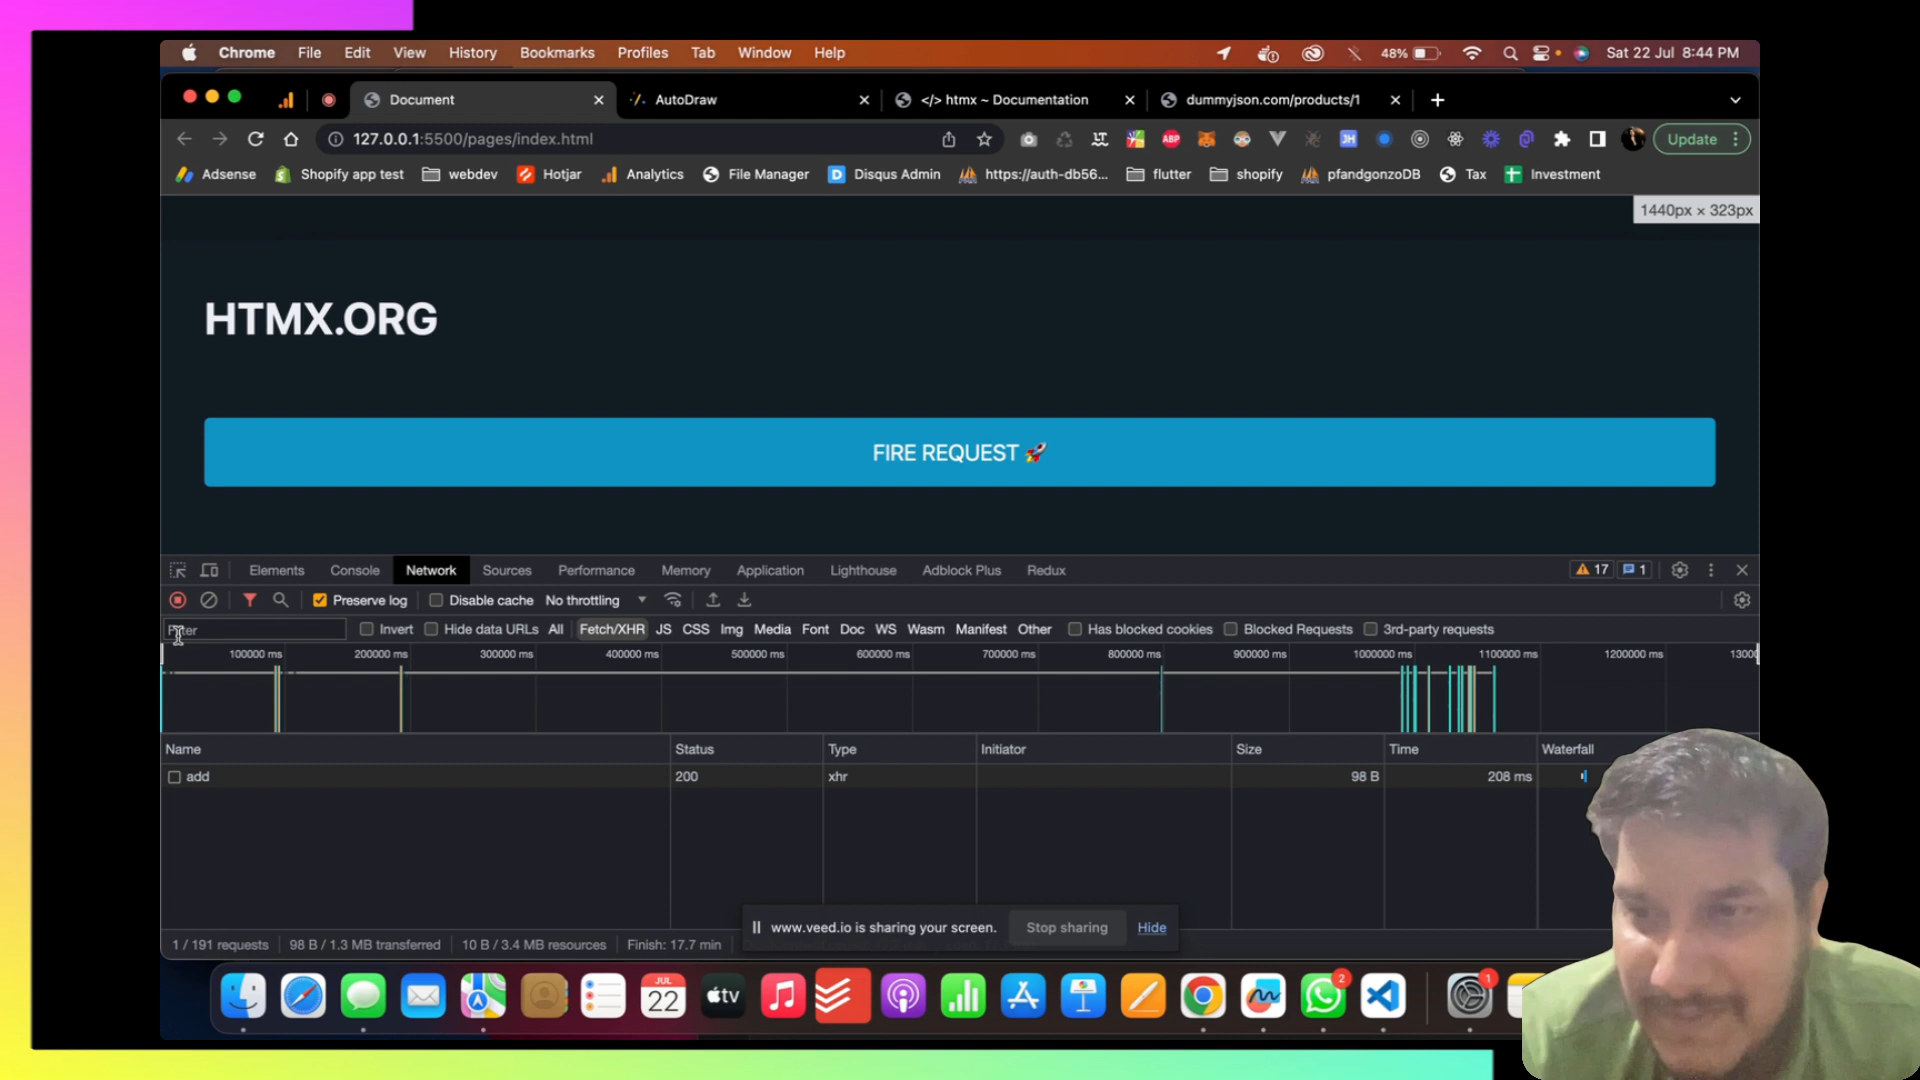 Chrome File Edit View History Bookmarks Profiles Tab Window Help 48% Sat 22 Jul 8:44 PM
Document AutoDraw </> htmx ~ Documentation dummyjson.com/products/1
127.0.0.1:5500/pages/index.html Update
Adsense Shopify app test webdev Hotjar Analytics File Manager Disqus Admin https://auth-db56... flutter shopify pfandgonzoDB Tax Investment
1440px × 323px
HTMX.ORG
FIRE REQUEST 🚀
Elements Console Network Sources Performance Memory Application Lighthouse Adblock Plus Redux 17 1
Preserve log Disable cache No throttling
Filter Invert Hide data URLs All Fetch/XHR JS CSS Img Media Font Doc WS Wasm Manifest Other Has blocked cookies Blocked Requests 3rd-party requests
100000 ms 200000 ms 300000 ms 400000 ms 500000 ms 600000 ms 700000 ms 800000 ms 900000 ms 1000000 ms 1100000 ms 1200000 ms 13000
Name Status Type Initiator Size Time Waterfall
add 200 xhr 98 B 208 ms
www.veed.io is sharing your screen. Stop sharing Hide
1 / 191 requests 98 B / 1.3 MB transferred 10 B / 3.4 MB resources Finish: 17.7 min
JUL
22
tv
2
1